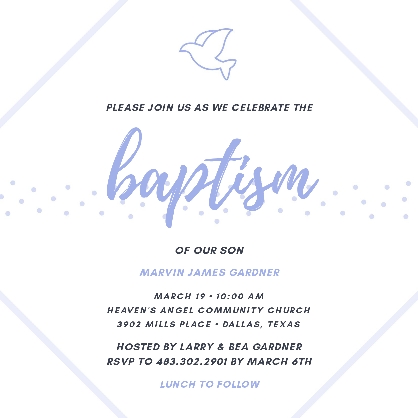 PLEASE JOIN US AS WE CELEBRATE THE
baptism
OF OUR SON
MARVIN JAMES GARDNER
MARCH 19 • 10:00 AM
HEAVEN'S ANGEL COMMUNITY CHURCH
3902 MILLS PLACE • DALLAS, TEXAS
HOSTED BY LARRY & BEA GARDNER
RSVP TO 483.302.2901 BY MARCH 6TH
LUNCH TO FOLLOW